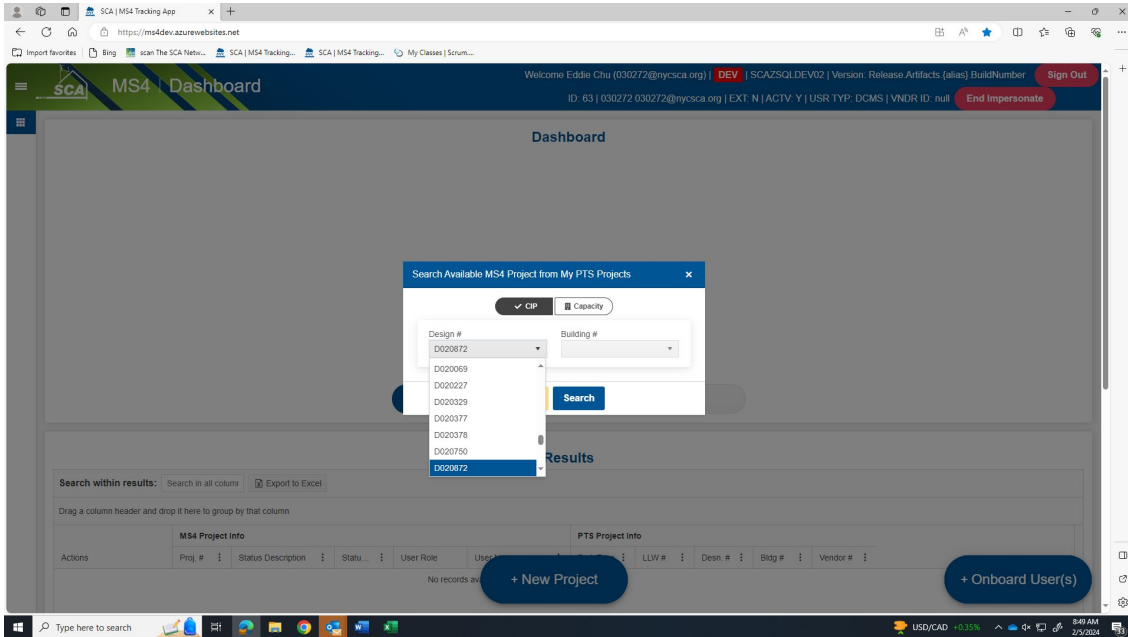 SCA | MS4 Tracking App
https://ms4dev.azurewebsites.net
Import favorites Bing scan The SCA Netw... SCA | MS4 Tracking... SCA | MS4 Tracking... My Classes | Scrum....
SCA MS4 | Dashboard
Welcome Eddie Chu (030272@nycsca.org) | DEV | SCAZSQLDEV02 | Version: Release.Artifacts.{alias}.BuildNumber Sign Out
ID: 63 | 030272 030272@nycsca.org | EXT: N | ACTV: Y | USR TYP: DCMS | VNDR ID: null End Impersonate
Dashboard
Search Available MS4 Project from My PTS Projects
CIP Capacity
Design # Building #
D020872
D020069
D020227
D020329
D020377
D020378
D020750
D020872
Search
Results
Search within results: Search in all colum Export to Excel
Drag a column header and drop it here to group by that column
MS4 Project Info PTS Project Info
Actions Proj. # Status Description Statu... User Role LLW # Desn. # Bldg # Vendor #
No records
+ New Project
+ Onboard User(s)
Type here to search
USD/CAD +0.35%
8:49 AM
2/5/2024
33